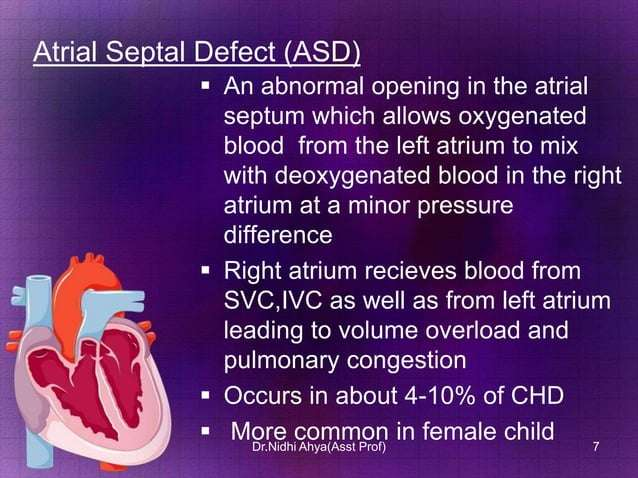 Atrial Septal Defect (ASD)
▪ An abnormal opening in the atrial
septum which allows oxygenated
blood from the left atrium to mix
with deoxygenated blood in the right
atrium at a minor pressure
difference
▪ Right atrium recieves blood from
SVC,IVC as well as from left atrium
leading to volume overload and
pulmonary congestion
▪ Occurs in about 4-10% of CHD
▪ More common in female child
Dr.Nidhi Ahya(Asst Prof)
7